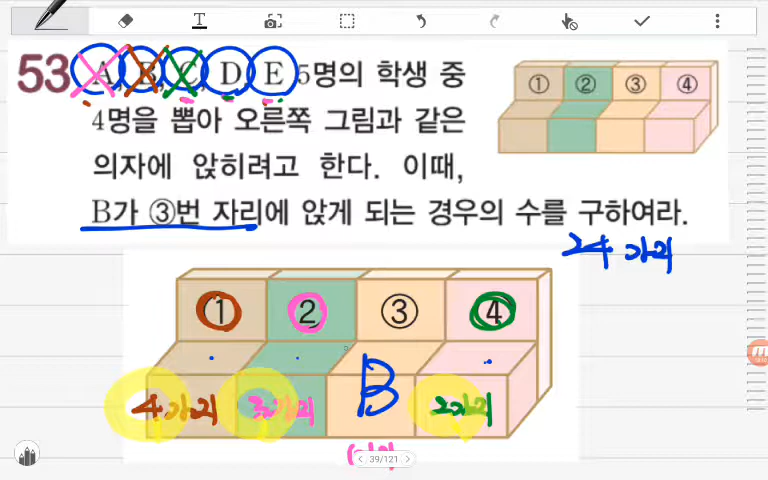 53 A, B, C, D, E 5명의 학생 중
4명을 뽑아 오른쪽 그림과 같은
의자에 앉히려고 한다. 이때,
B가 ③번 자리에 앉게 되는 경우의 수를 구하여라.
① ② ③ ④
24 가지
① ② ③ ④
4가지 3가지 B 2가지
39/121